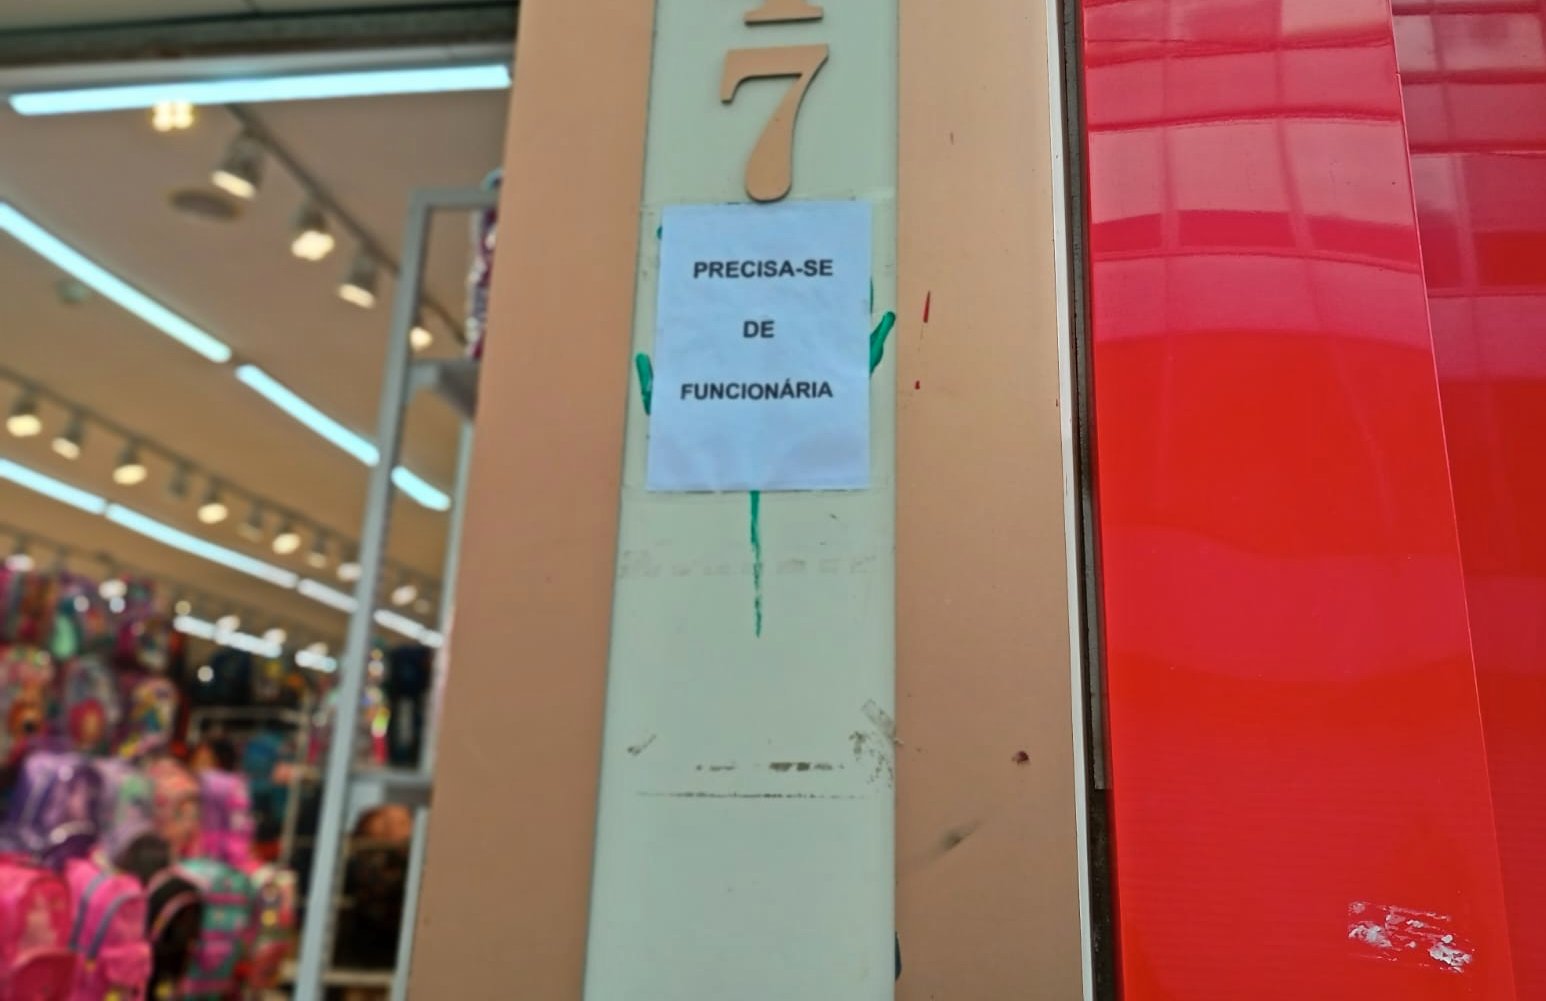 7
PRECISA-SE
DE
FUNCIONÁRIA